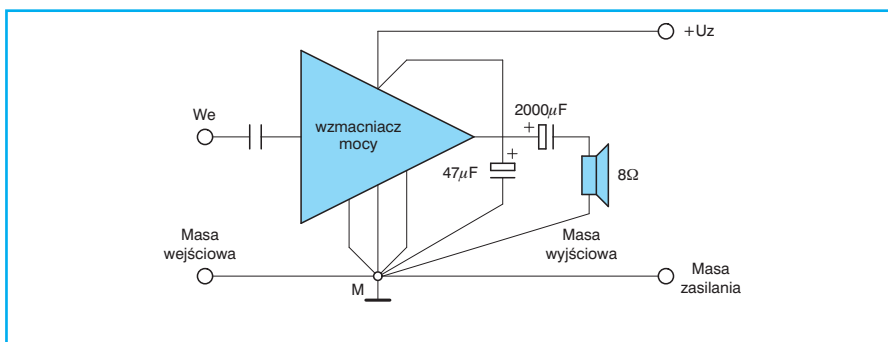 +Uz
We
wzmacniacz
mocy
2000μF
+
+
47μF
8Ω
Masa
wejściowa
Masa
wyjściowa
M
Masa
zasilania